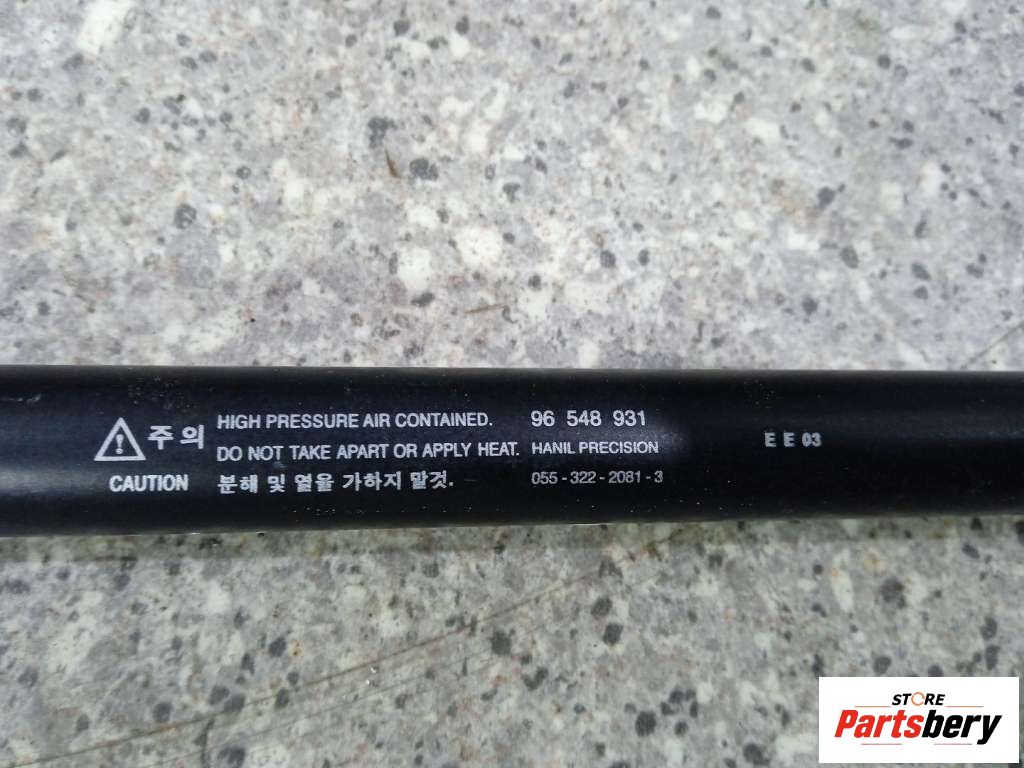 주의
CAUTION
HIGH PRESSURE AIR CONTAINED.
DO NOT TAKE APART OR APPLY HEAT.
분해 및 열을 가하지 말것.
96 548 931
HANIL PRECISION
055-322-2081-3
E E 03
STORE
Partsbery